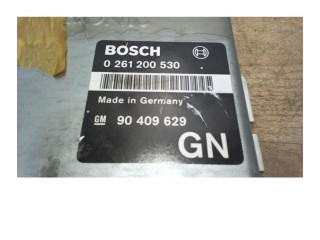 BOSCH
0 261 200 530
Made in Germany
GM 90 409 629
GN